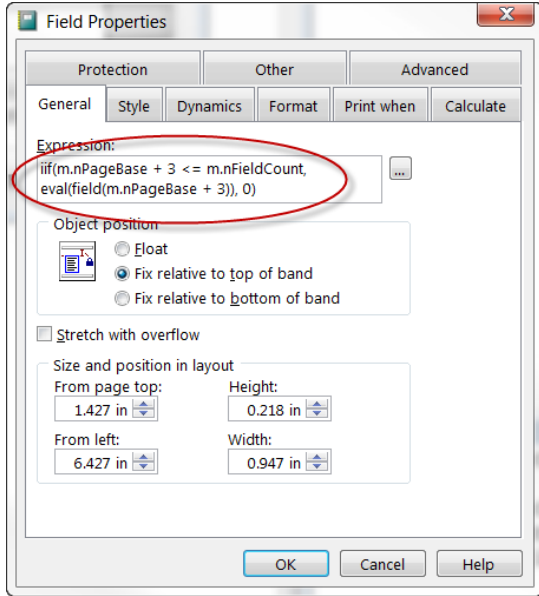 Field Properties
Protection Other Advanced
General Style Dynamics Format Print when Calculate
Expression:
iif(m.nPageBase + 3 <= m.nFieldCount,
eval(field(m.nPageBase + 3)), 0)
...
Object position
Float
Fix relative to top of band
Fix relative to bottom of band
Stretch with overflow
Size and position in layout
From page top: Height:
1.427 in 0.218 in
From left: Width:
6.427 in 0.947 in
OK Cancel Help